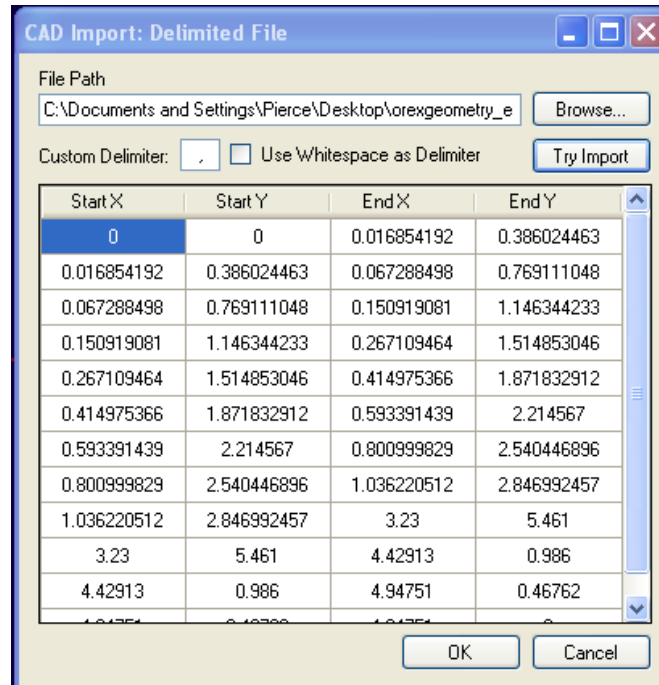 CAD Import: Delimited File
File Path
C:\Documents and Settings\Pierce\Desktop\orexgeometry_e Browse...
Custom Delimiter: , Use Whitespace as Delimiter Try Import
Start X Start Y End X End Y
0 0 0.016854192 0.386024463
0.016854192 0.386024463 0.067288498 0.769111048
0.067288498 0.769111048 0.150919081 1.146344233
0.150919081 1.146344233 0.267109464 1.514853046
0.267109464 1.514853046 0.414975366 1.871832912
0.414975366 1.871832912 0.593391439 2.214567
0.593391439 2.214567 0.800999829 2.540446896
0.800999829 2.540446896 1.036220512 2.846992457
1.036220512 2.846992457 3.23 5.461
3.23 5.461 4.42913 0.986
4.42913 0.986 4.94751 0.46762
OK Cancel